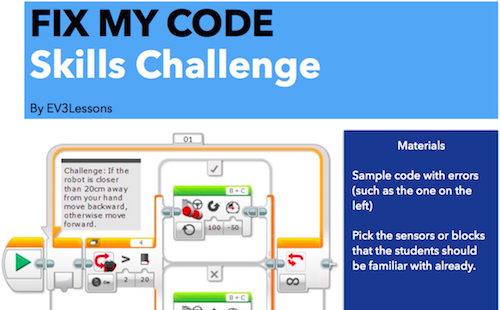 FIX MY CODE
Skills Challenge
By EV3Lessons
01
Challenge: If the
robot is closer
than 20cm away
from your hand
move backward,
otherwise move
forward.
B + C
100 -50
4
>
2 20
∞
B + C
Materials
Sample code with errors
(such as the one on the
left)
Pick the sensors or blocks
that the students should
be familiar with already.